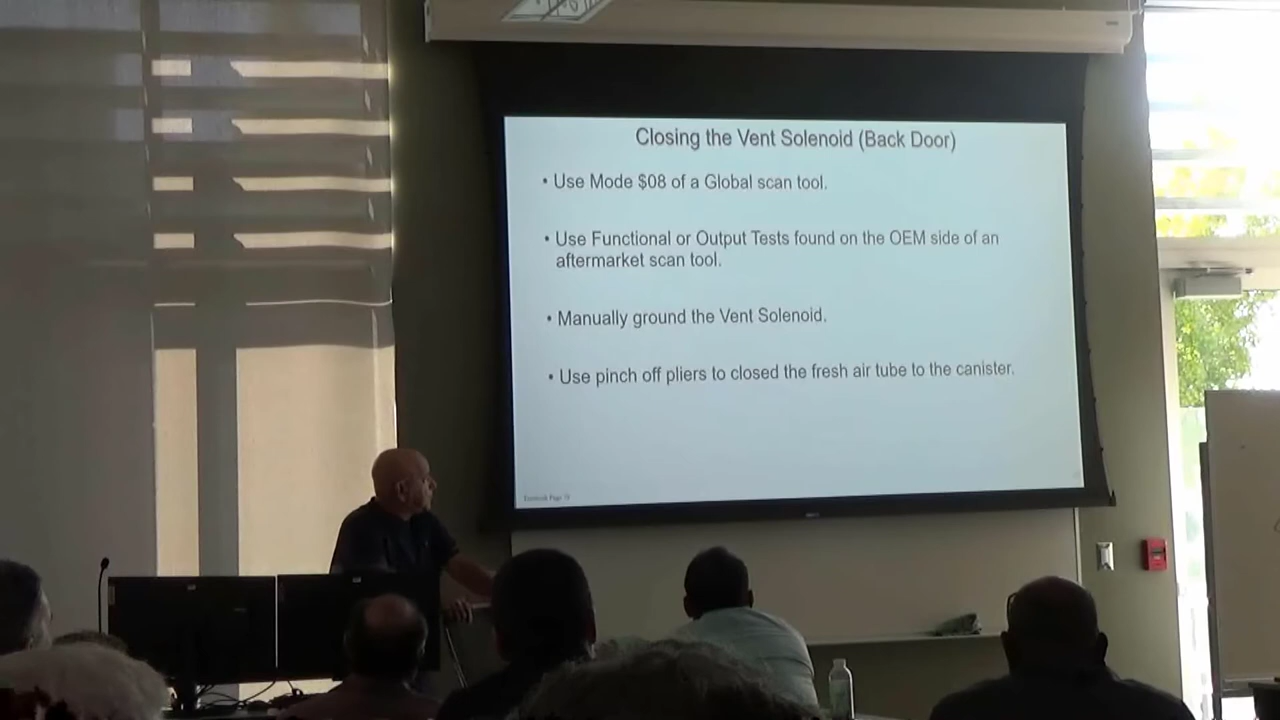 Closing the Vent Solenoid (Back Door)
• Use Mode $08 of a Global scan tool.
• Use Functional or Output Tests found on the OEM side of an
aftermarket scan tool.
• Manually ground the Vent Solenoid.
• Use pinch off pliers to closed the fresh air tube to the canister.